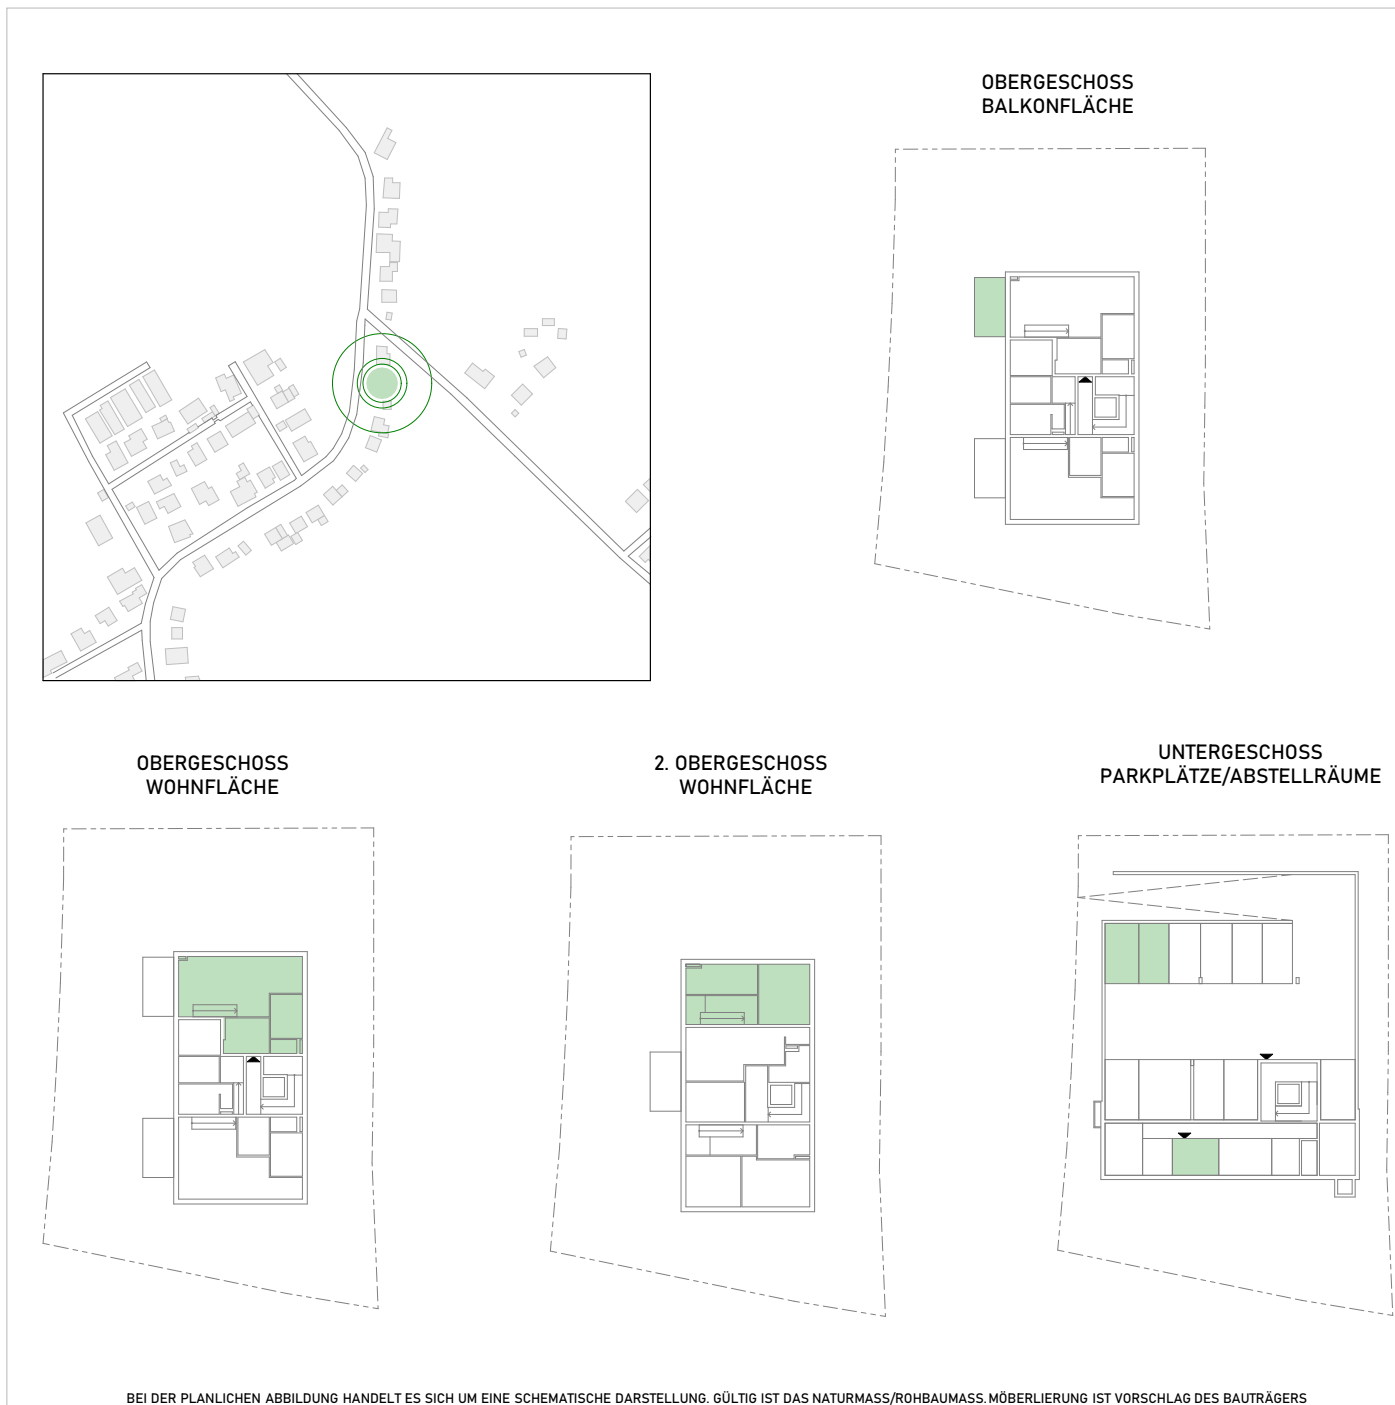 OBERGESCHOSS
BALKONFLÄCHE
OBERGESCHOSS
WOHNFLÄCHE
2. OBERGESCHOSS
WOHNFLÄCHE
UNTERGESCHOSS
PARKPLÄTZE/ABSTELLRÄUME
BEI DER PLANLICHEN ABBILDUNG HANDELT ES SICH UM EINE SCHEMATISCHE DARSTELLUNG. GÜLTIG IST DAS NATURMASS/ROHBAUMASS. MÖBERLIERUNG IST VORSCHLAG DES BAUTRÄGERS